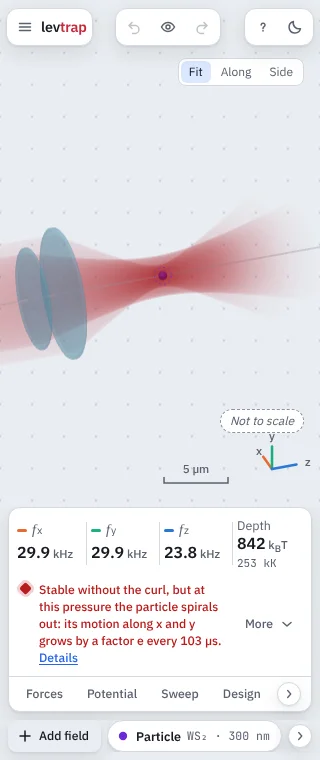 levtrap
?
Fit Along Side
Not to scale
y
x
z
5 µm
fx fy fz Depth
29.9 kHz 29.9 kHz 23.8 kHz 842 kBT
253 kK
Stable without the curl, but at
this pressure the particle spirals
out: its motion along x and y
grows by a factor e every 103 µs.
Details
More
Forces Potential Sweep Design
+ Add field Particle WS₂ · 300 nm